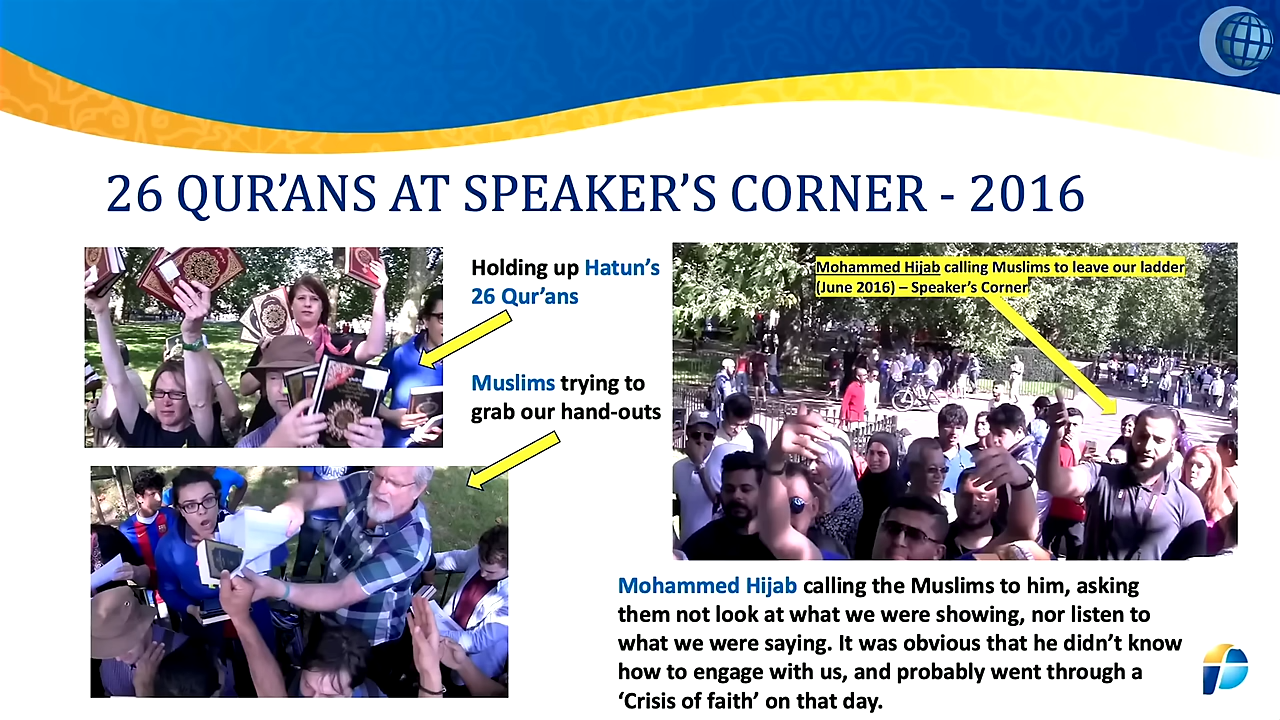 26 QUR’ANS AT SPEAKER’S CORNER - 2016
Holding up Hatun’s
26 Qur’ans
Muslims trying to
grab our hand-outs
Mohammed Hijab calling Muslims to leave our ladder
(June 2016) – Speaker’s Corner
Mohammed Hijab calling the Muslims to him, asking
them not look at what we were showing, nor listen to
what we were saying. It was obvious that he didn’t know
how to engage with us, and probably went through a
‘Crisis of faith’ on that day.